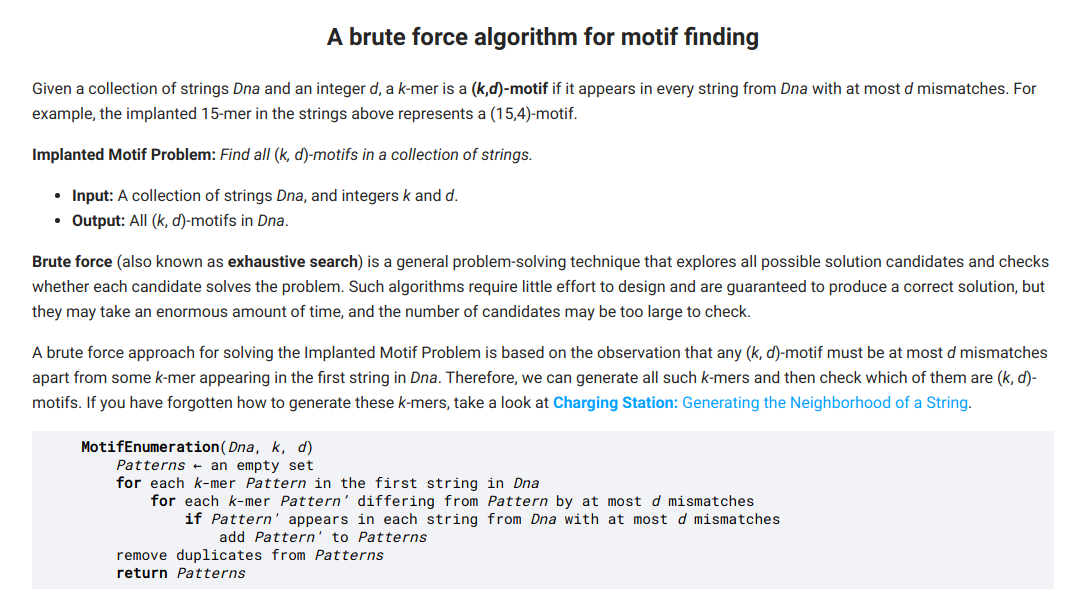 A brute force algorithm for motif finding
Given a collection of strings Dna and an integer d, a k-mer is a (k,d)-motif if it appears in every string from Dna with at most d mismatches. For
example, the implanted 15-mer in the strings above represents a (15,4)-motif.
Implanted Motif Problem: Find all (k, d)-motifs in a collection of strings.
• Input: A collection of strings Dna, and integers k and d.
• Output: All (k, d)-motifs in Dna.
Brute force (also known as exhaustive search) is a general problem-solving technique that explores all possible solution candidates and checks
whether each candidate solves the problem. Such algorithms require little effort to design and are guaranteed to produce a correct solution, but
they may take an enormous amount of time, and the number of candidates may be too large to check.
A brute force approach for solving the Implanted Motif Problem is based on the observation that any (k, d)-motif must be at most d mismatches
apart from some k-mer appearing in the first string in Dna. Therefore, we can generate all such k-mers and then check which of them are (k, d)-
motifs. If you have forgotten how to generate these k-mers, take a look at Charging Station: Generating the Neighborhood of a String.
MotifEnumeration(Dna, k, d)
Patterns ← an empty set
for each k-mer Pattern in the first string in Dna
for each k-mer Pattern’ differing from Pattern by at most d mismatches
if Pattern' appears in each string from Dna with at most d mismatches
add Pattern' to Patterns
remove duplicates from Patterns
return Patterns